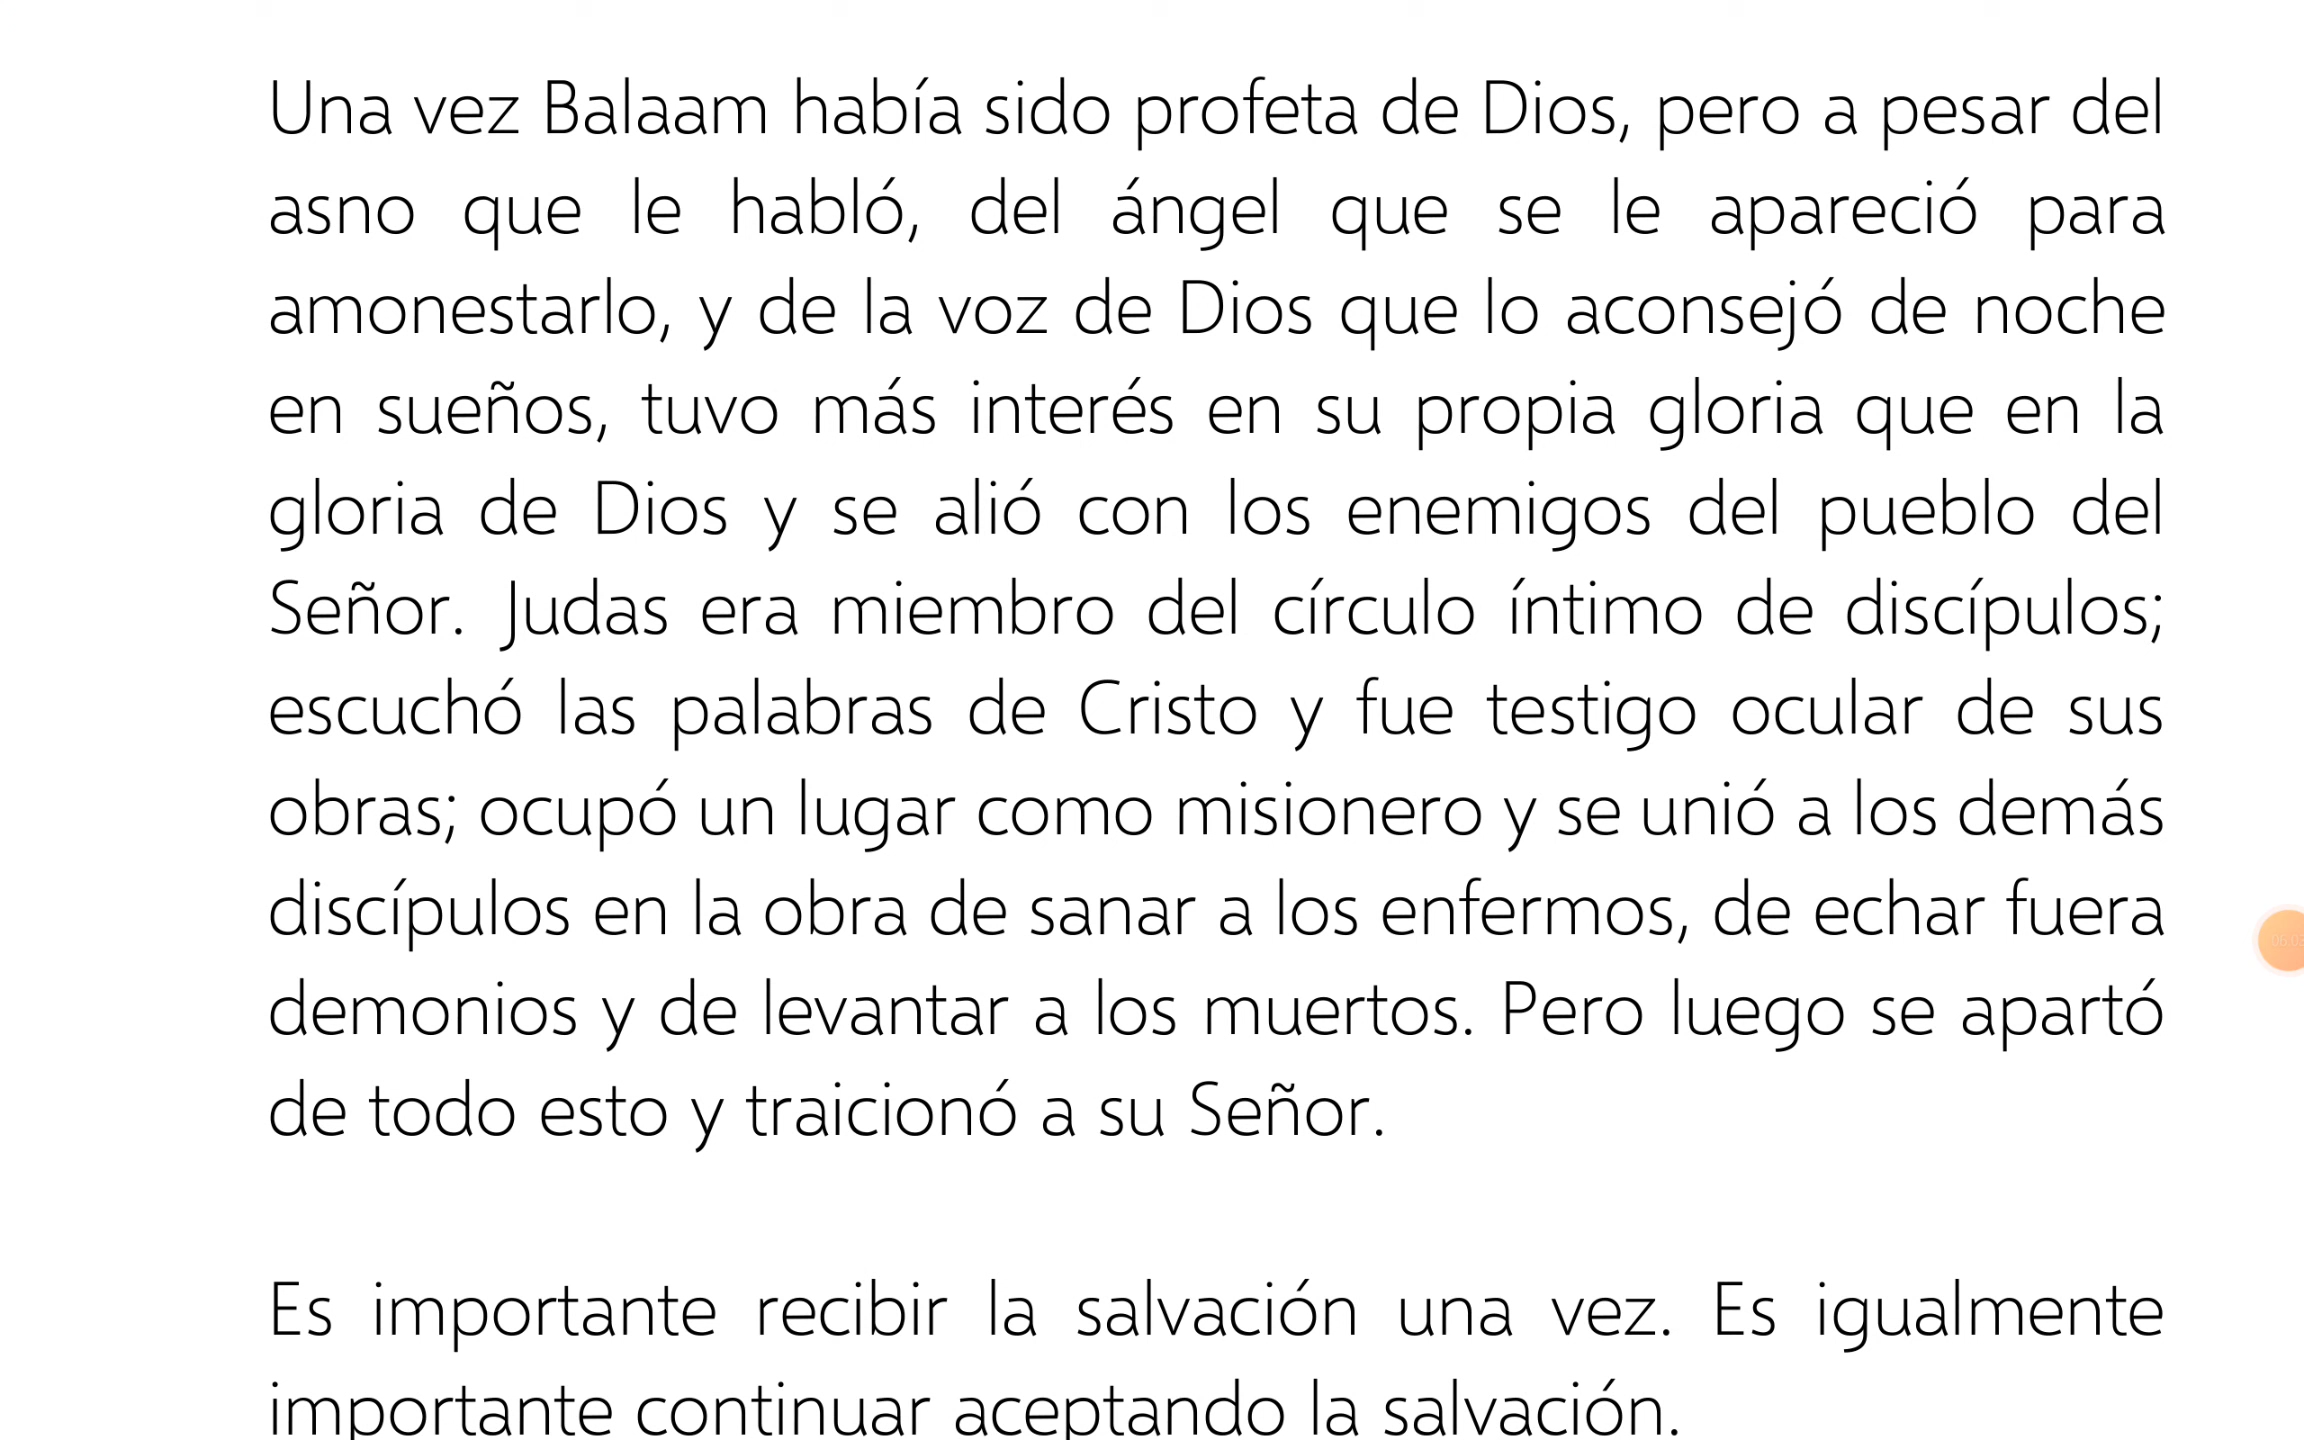 Una vez Balaam había sido profeta de Dios, pero a pesar del
asno que le habló, del ángel que se le apareció para
amonestarlo, y de la voz de Dios que lo aconsejó de noche
en sueños, tuvo más interés en su propia gloria que en la
gloria de Dios y se alió con los enemigos del pueblo del
Señor. Judas era miembro del círculo íntimo de discípulos;
escuchó las palabras de Cristo y fue testigo ocular de sus
obras; ocupó un lugar como misionero y se unió a los demás
discípulos en la obra de sanar a los enfermos, de echar fuera
demonios y de levantar a los muertos. Pero luego se apartó
de todo esto y traicionó a su Señor.
Es importante recibir la salvación una vez. Es igualmente
importante continuar aceptando la salvación.